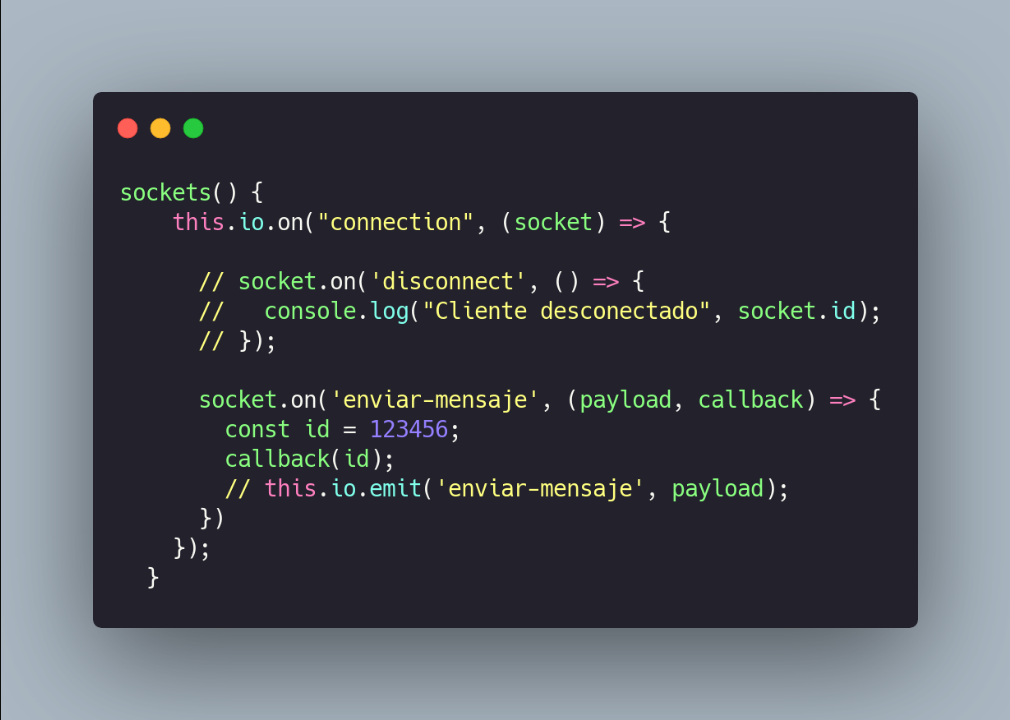 sockets() {
    this.io.on("connection", (socket) => {

      // socket.on('disconnect', () => {
      //   console.log("Cliente desconectado", socket.id);
      // });

      socket.on('enviar-mensaje', (payload, callback) => {
        const id = 123456;
        callback(id);
        // this.io.emit('enviar-mensaje', payload);
      })
    });
  }